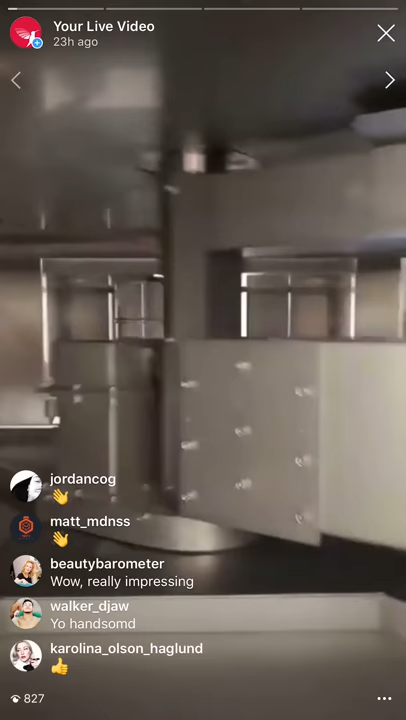 Your Live Video
23h ago
jordancog
👋
matt_mdnss
👋
beautybarometer
Wow, really impressing
walker_djaw
Yo handsomd
karolina_olson_haglund
👍
827